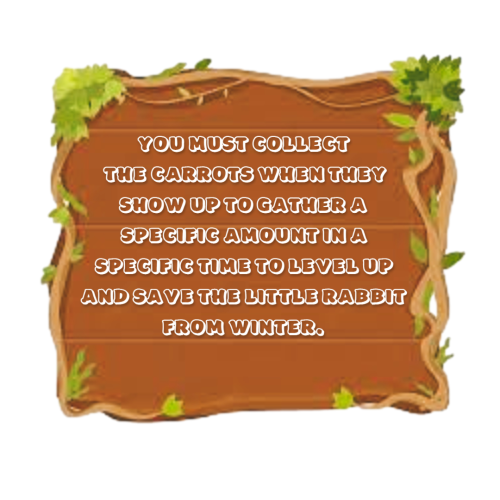 YOU MUST COLLECT
THE CARROTS WHEN THEY
SHOW UP TO GATHER A
SPECIFIC AMOUNT IN A
SPECIFIC TIME TO LEVEL UP
AND SAVE THE LITTLE RABBIT
FROM WINTER.